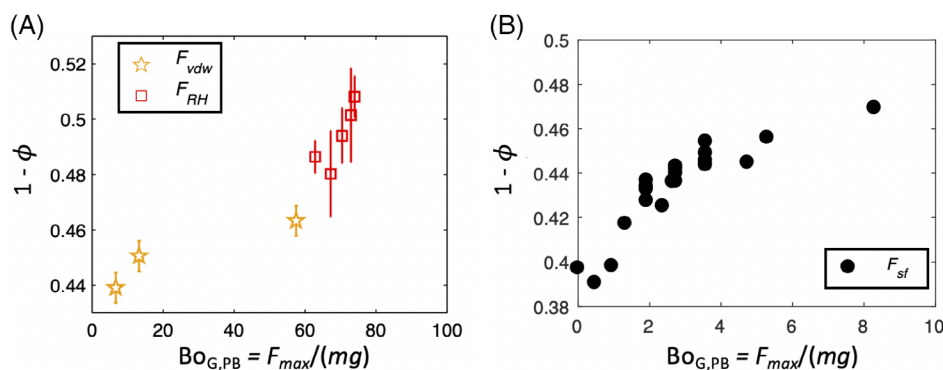 (A)
0.52
0.5
0.48
0.46
0.44
1 - ϕ
F_vdw
F_RH
0 20 40 60 80 100
Bo_G,PB = F_max/(mg)
(B)
0.5
0.48
0.46
0.44
0.42
0.4
0.38
1 - ϕ
F_sf
0 2 4 6 8 10
Bo_G,PB = F_max/(mg)